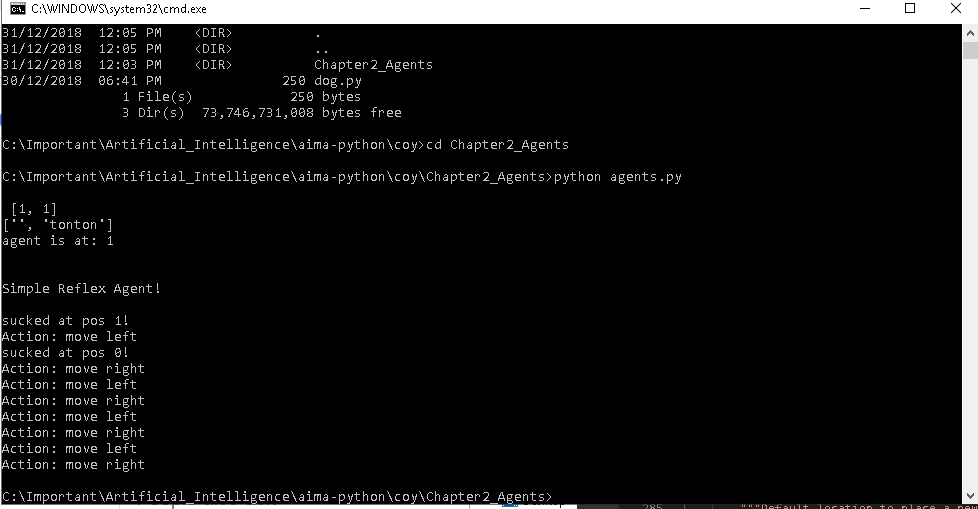 C:\WINDOWS\system32\cmd.exe
31/12/2018  12:05 PM    <DIR>          .
31/12/2018  12:05 PM    <DIR>          ..
31/12/2018  12:03 PM    <DIR>          Chapter2_Agents
30/12/2018  06:41 PM               250 dog.py
               1 File(s)            250 bytes
               3 Dir(s)  73,746,731,008 bytes free
C:\Important\Artificial_Intelligence\aima-python\coy>cd Chapter2_Agents
C:\Important\Artificial_Intelligence\aima-python\coy\Chapter2_Agents>python agents.py
 [1, 1]
['', 'tonton']
agent is at: 1
Simple Reflex Agent!
sucked at pos 1!
Action: move left
sucked at pos 0!
Action: move right
Action: move left
Action: move right
Action: move left
Action: move right
Action: move left
Action: move right
C:\Important\Artificial_Intelligence\aima-python\coy\Chapter2_Agents>
285 """Default location to place a